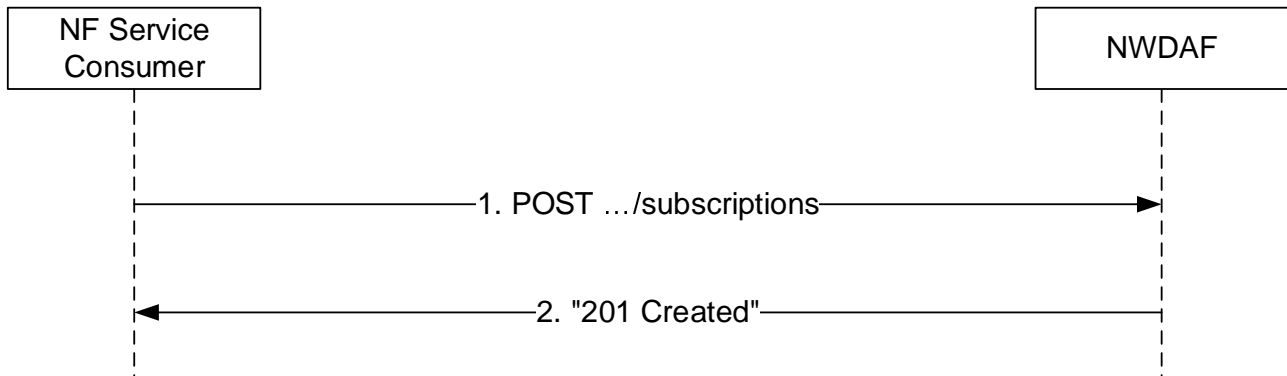 NF Service
Consumer
NWDAF
1. POST …/subscriptions
2. "201 Created"